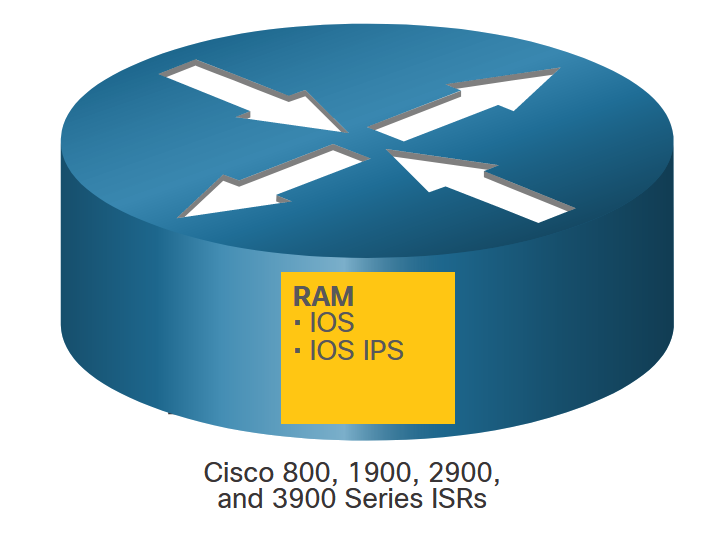 RAM
· IOS
· IOS IPS
Cisco 800, 1900, 2900,
and 3900 Series ISRs